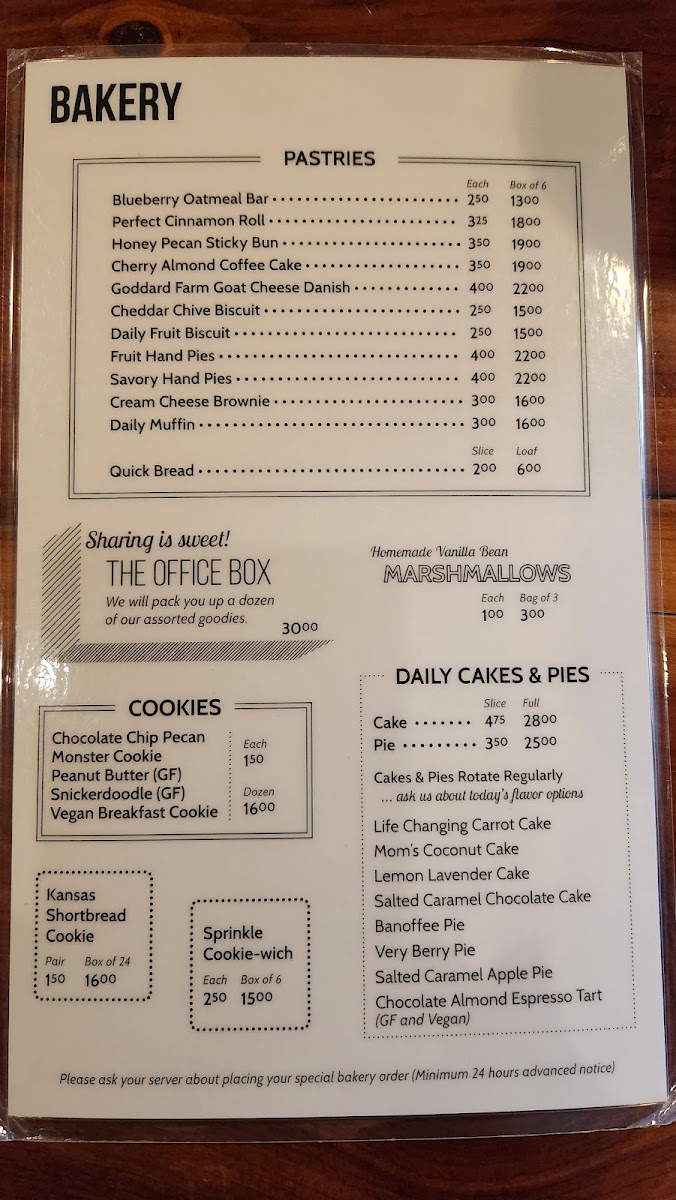 BAKERY
PASTRIES
Each Box of 6
Blueberry Oatmeal Bar 250 1300
Perfect Cinnamon Roll 325 1800
Honey Pecan Sticky Bun 350 1900
Cherry Almond Coffee Cake 350 1900
Goddard Farm Goat Cheese Danish 400 2200
Cheddar Chive Biscuit 250 1500
Daily Fruit Biscuit 250 1500
Fruit Hand Pies 400 2200
Savory Hand Pies 400 2200
Cream Cheese Brownie 300 1600
Daily Muffin 300 1600
Slice Loaf
Quick Bread 200 600
Sharing is sweet!
THE OFFICE BOX
We will pack you up a dozen
of our assorted goodies.
3000
Homemade Vanilla Bean
MARSHMALLOWS
Each Bag of 3
100 300
COOKIES
Chocolate Chip Pecan
Monster Cookie
Peanut Butter (GF)
Snickerdoodle (GF)
Vegan Breakfast Cookie
Each
150
Dozen
1600
DAILY CAKES & PIES
Slice Full
Cake 475 2800
Pie 350 2500
Cakes & Pies Rotate Regularly
... ask us about today's flavor options
Life Changing Carrot Cake
Mom's Coconut Cake
Lemon Lavender Cake
Salted Caramel Chocolate Cake
Banoffee Pie
Very Berry Pie
Salted Caramel Apple Pie
Chocolate Almond Espresso Tart
(GF and Vegan)
Kansas
Shortbread
Cookie
Pair Box of 24
150 1600
Sprinkle
Cookie-wich
Each Box of 6
250 1500
Please ask your server about placing your special bakery order (Minimum 24 hours advanced notice)